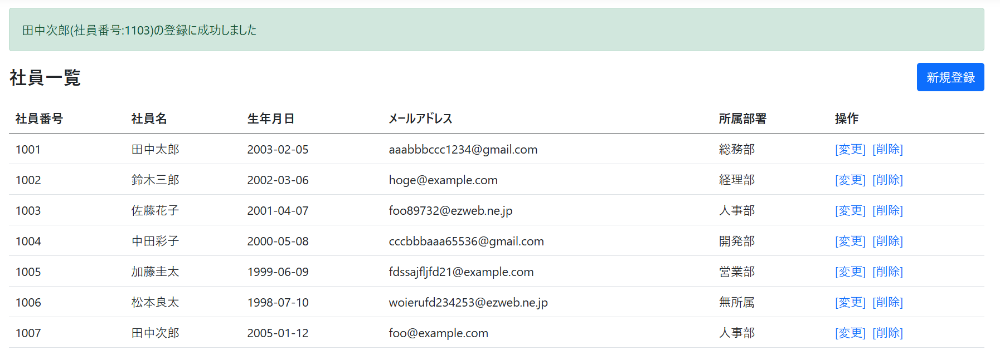 田中次郎(社員番号:1103)の登録に成功しました
社員一覧 新規登録
社員番号 社員名 生年月日 メールアドレス 所属部署 操作
1001 田中太郎 2003-02-05 aaabbbccc1234@gmail.com 総務部 [変更] [削除]
1002 鈴木三郎 2002-03-06 hoge@example.com 経理部 [変更] [削除]
1003 佐藤花子 2001-04-07 foo89732@ezweb.ne.jp 人事部 [変更] [削除]
1004 中田彩子 2000-05-08 cccbbbaaa65536@gmail.com 開発部 [変更] [削除]
1005 加藤圭太 1999-06-09 fdssajfljfd21@example.com 営業部 [変更] [削除]
1006 松本良太 1998-07-10 woierufd234253@ezweb.ne.jp 無所属 [変更] [削除]
1007 田中次郎 2005-01-12 foo@example.com 人事部 [変更] [削除]